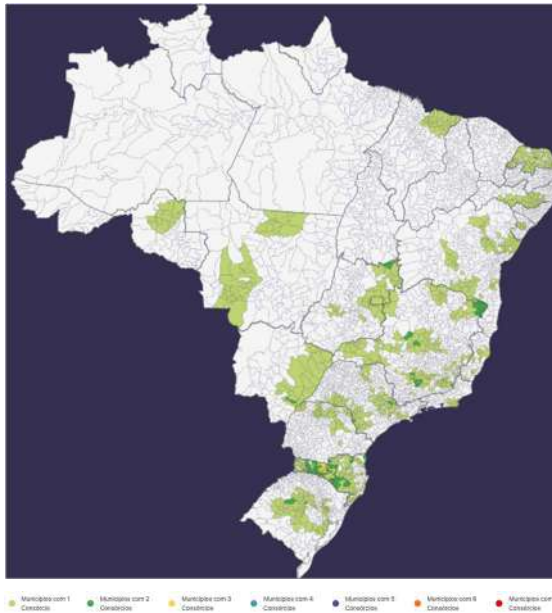 Municípios com 1
Consórcio
Municípios com 2
Consórcios
Municípios com 3
Consórcios
Municípios com 4
Consórcios
Municípios com 5
Consórcios
Municípios com 6
Consórcios
Municípios com
Consórcios